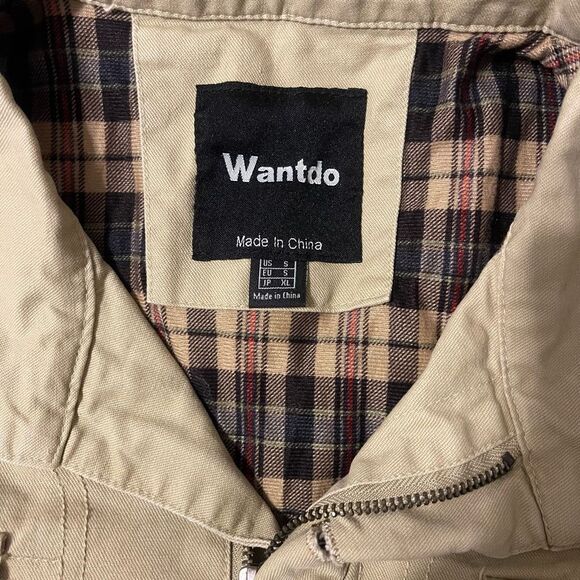 Wantdo
Made In China
US S
EU S
JP XL
Made in China